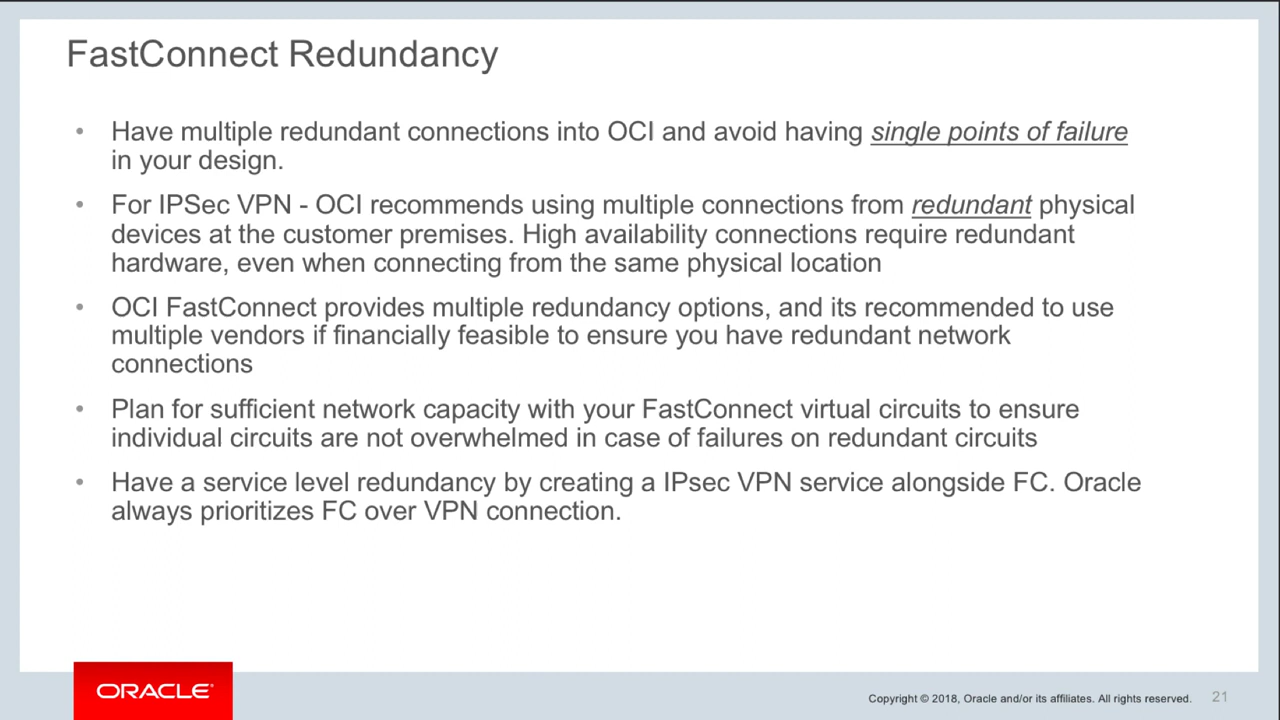 FastConnect Redundancy
• Have multiple redundant connections into OCI and avoid having single points of failure
in your design.
• For IPSec VPN - OCI recommends using multiple connections from redundant physical
devices at the customer premises. High availability connections require redundant
hardware, even when connecting from the same physical location
• OCI FastConnect provides multiple redundancy options, and its recommended to use
multiple vendors if financially feasible to ensure you have redundant network
connections
• Plan for sufficient network capacity with your FastConnect virtual circuits to ensure
individual circuits are not overwhelmed in case of failures on redundant circuits
• Have a service level redundancy by creating a IPsec VPN service alongside FC. Oracle
always prioritizes FC over VPN connection.
ORACLE®
Copyright © 2018, Oracle and/or its affiliates. All rights reserved. 21